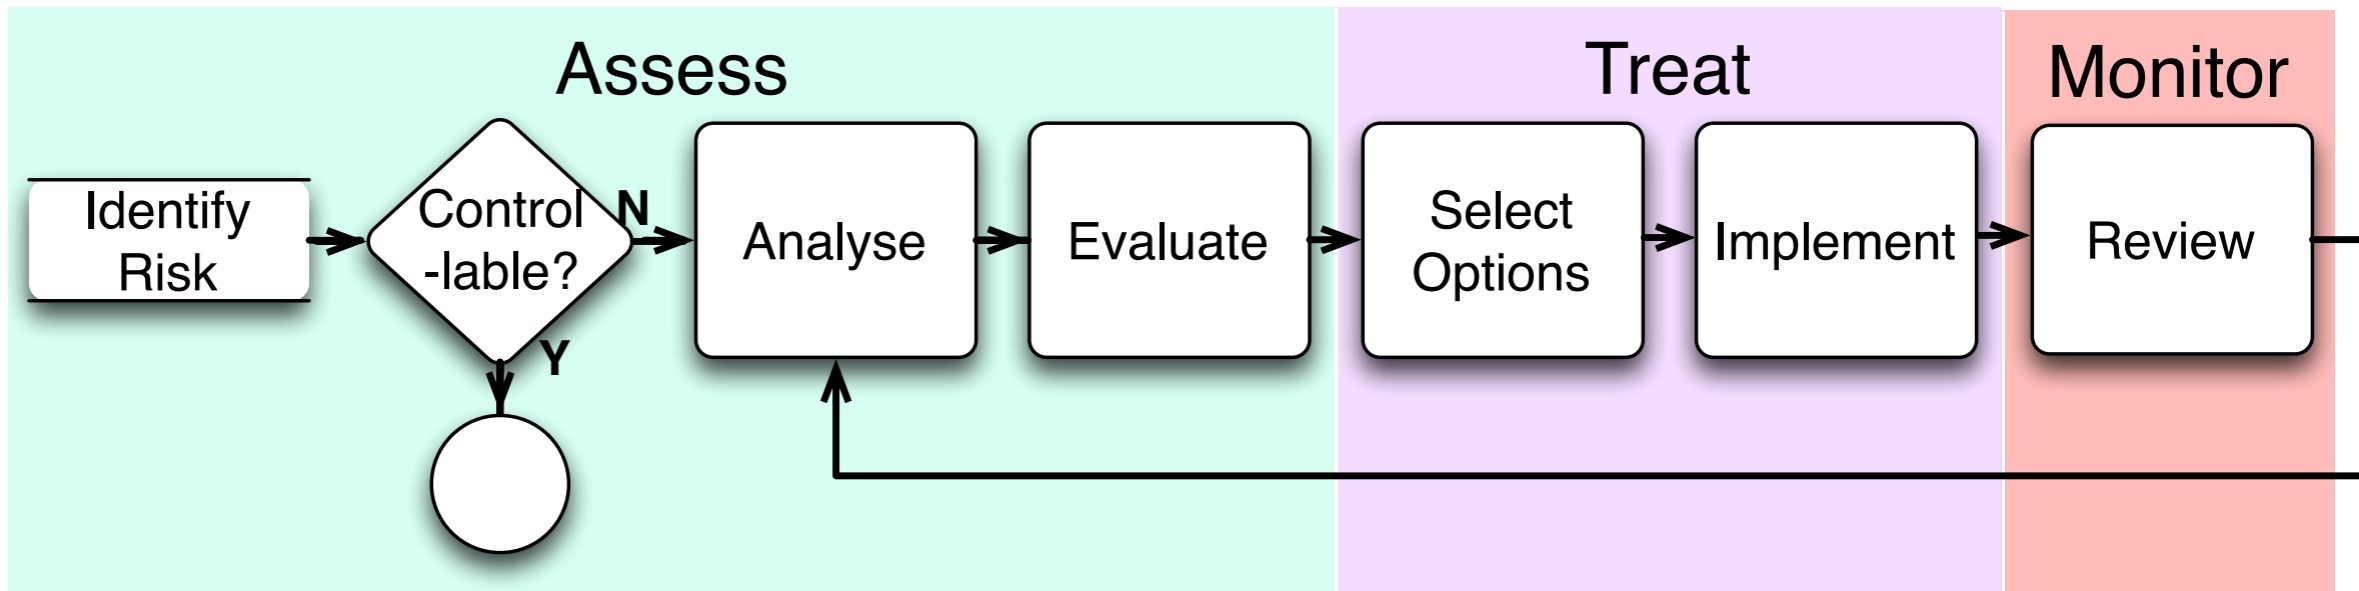 Assess
Treat
Monitor
Identify
Risk
Control
-lable?
N
Y
Analyse
Evaluate
Select
Options
Implement
Review